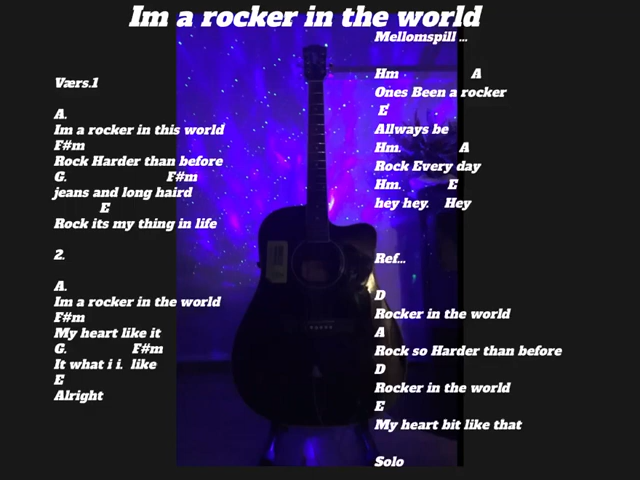 Im a rocker in the world
Værs.1
A.
Im a rocker in this world
F#m
Rock Harder than before
G. F#m
jeans and long haird
E
Rock its my thing in life
2.
A.
Im a rocker in the world
F#m
My heart like it
G. F#m
It what i i. like
E
Alright
Mellomspill ...
Hm A
Ones Been a rocker
E
Allways be
Hm. A
Rock Every day
Hm. E
hey hey. Hey
Ref...
D
Rocker in the world
A
Rock so Harder than before
D
Rocker in the world
E
My heart bit like that
Solo